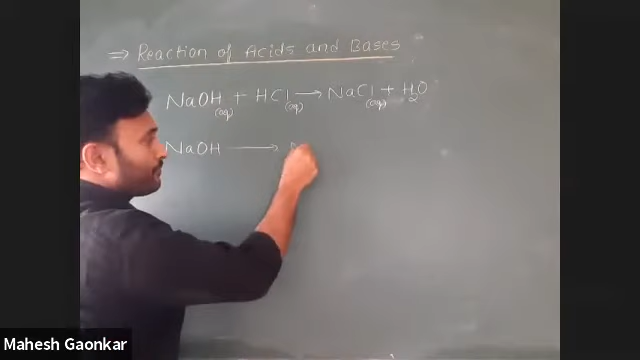 ⇒ Reaction of Acids and Bases
NaOH(aq) + HCl(aq) → NaCl(aq) + H2O
NaOH →
Mahesh Gaonkar